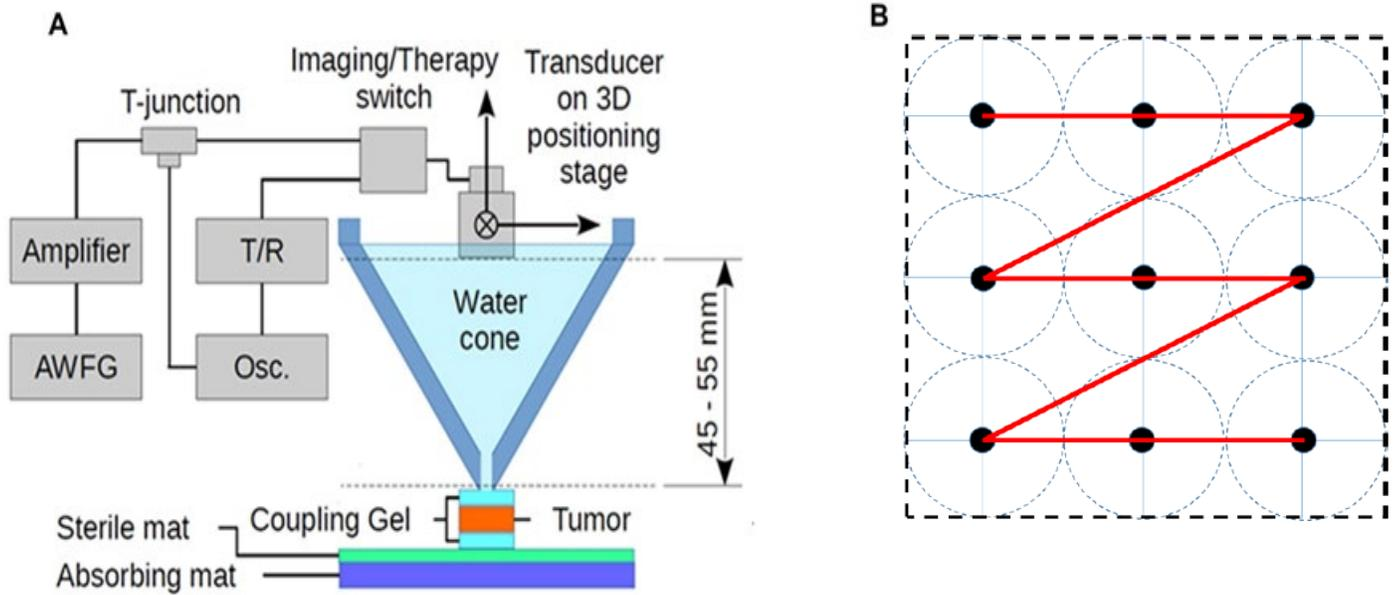 A
B
Imaging/Therapy
switch
Transducer
on 3D
positioning
stage
T-junction
Amplifier
T/R
AWFG
Osc.
Water
cone
45 - 55 mm
Sterile mat
Coupling Gel
Tumor
Absorbing mat